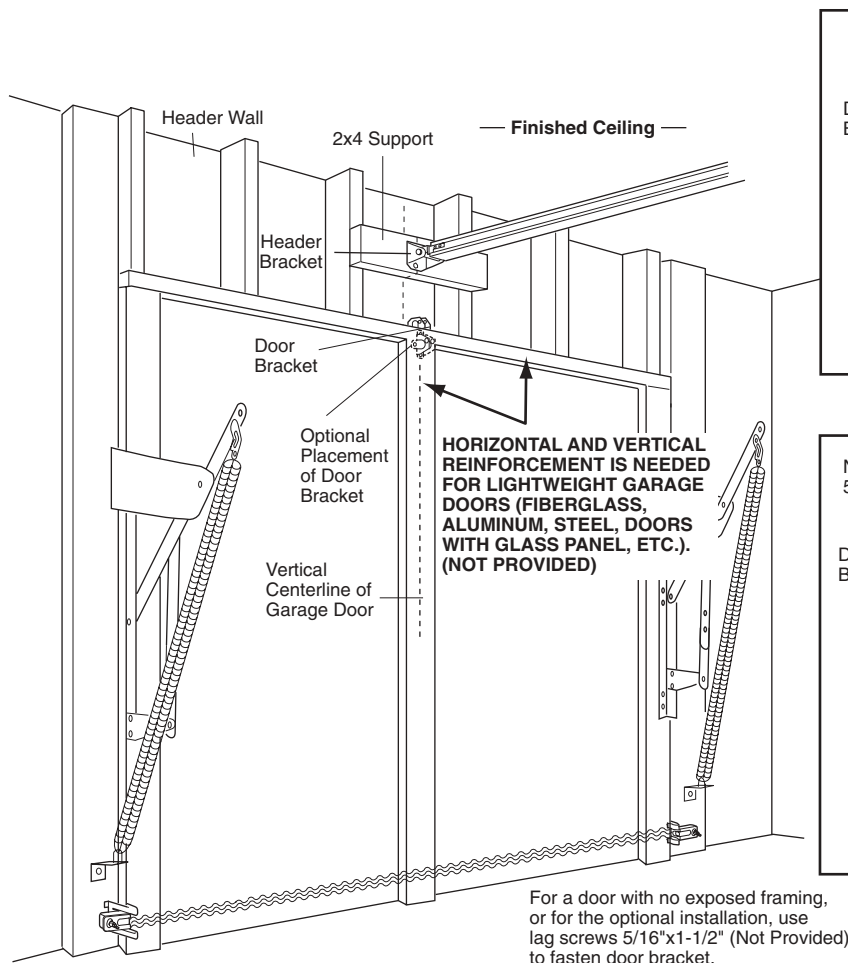 Header Wall
2x4 Support
Finished Ceiling
Header
Bracket
Door
Bracket
Optional
Placement
of Door
Bracket
HORIZONTAL AND VERTICAL
REINFORCEMENT IS NEEDED
FOR LIGHTWEIGHT GARAGE
DOORS (FIBERGLASS,
ALUMINUM, STEEL, DOORS
WITH GLASS PANEL, ETC.).
(NOT PROVIDED)
Vertical
Centerline of
Garage Door
For a door with no exposed framing,
or for the optional installation, use
lag screws 5/16"x1-1/2" (Not Provided)
to fasten door bracket.